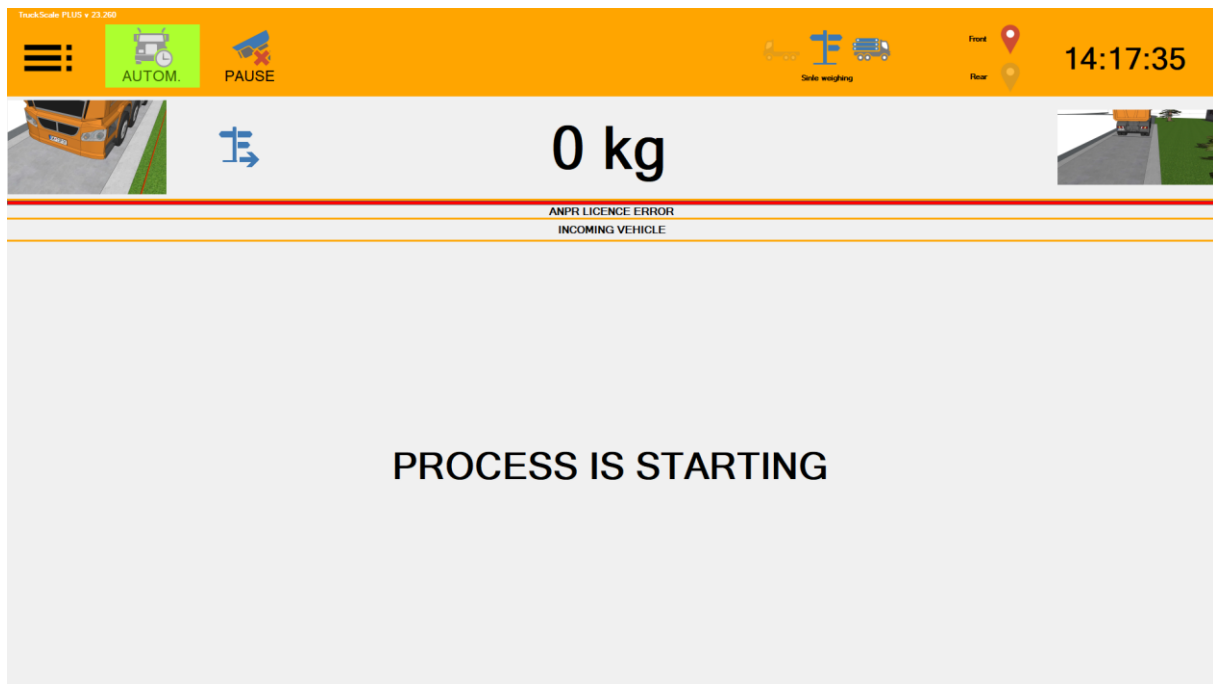 TruckScale PLUS v 23.260
AUTOM.
PAUSE
Sinle weighing
Front
Rear
14:17:35
0 kg
ANPR LICENCE ERROR
INCOMING VEHICLE
PROCESS IS STARTING